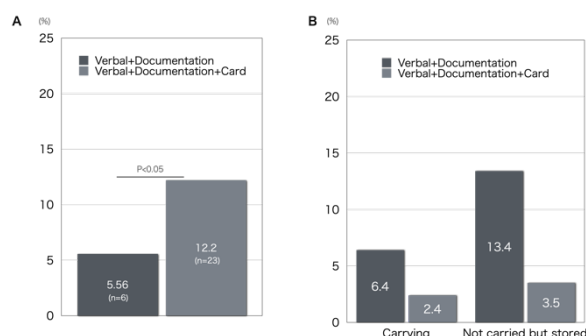 A (%)
25
20
15
10
5
0
Verbal+Documentation
Verbal+Documentation+Card
P<0.05
5.56
(n=6)
12.2
(n=23)
B (%)
25
20
15
10
5
0
Verbal+Documentation
Verbal+Documentation+Card
6.4
2.4
13.4
3.5
Carrying
Not carried but stored